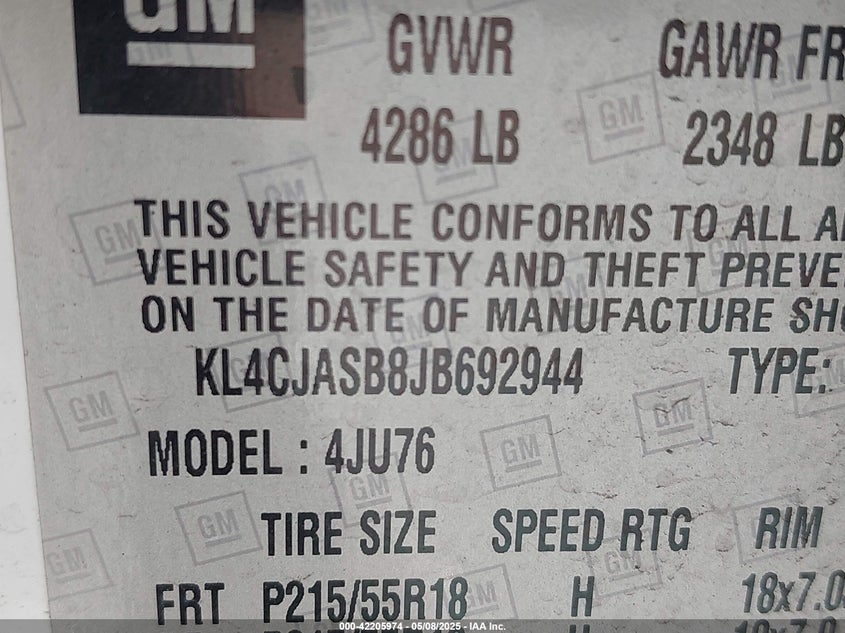 GM
GVWR GAWR FR
4286 LB 2348 LB
THIS VEHICLE CONFORMS TO ALL
VEHICLE SAFETY AND THEFT PREVE
ON THE DATE OF MANUFACTURE SHO
KL4CJASB8JB692944 TYPE:
MODEL : 4JU76
TIRE SIZE SPEED RTG RIM
FRT P215/55R18 H 18x7.0
000-42205974 - 05/08/2025 - IAA Inc.